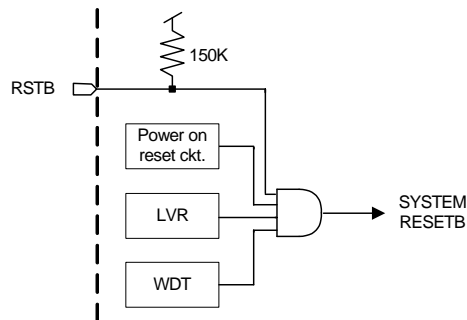 150K
RSTB
Power on
reset ckt.
LVR
WDT
SYSTEM
RESETB